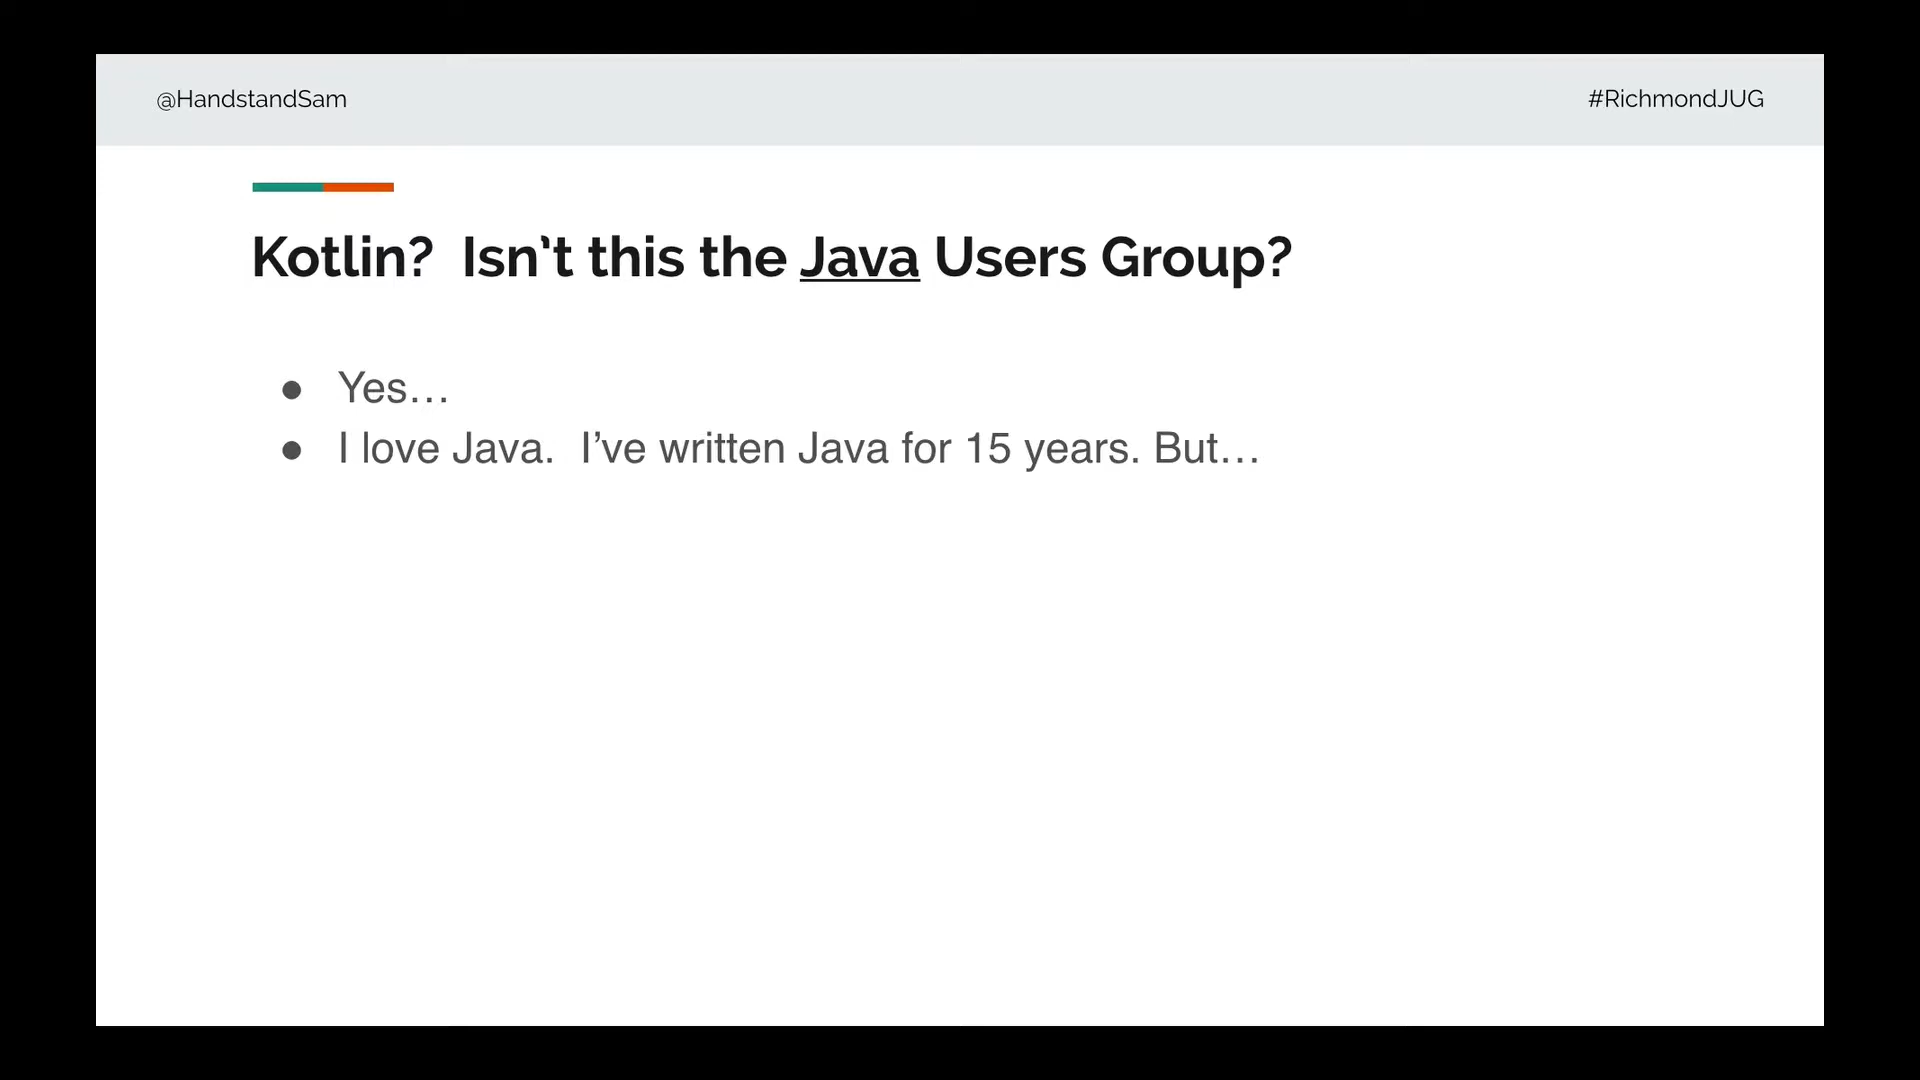 @HandstandSam
#RichmondJUG
Kotlin?  Isn’t this the Java Users Group?
● Yes…
● I love Java.  I’ve written Java for 15 years. But…